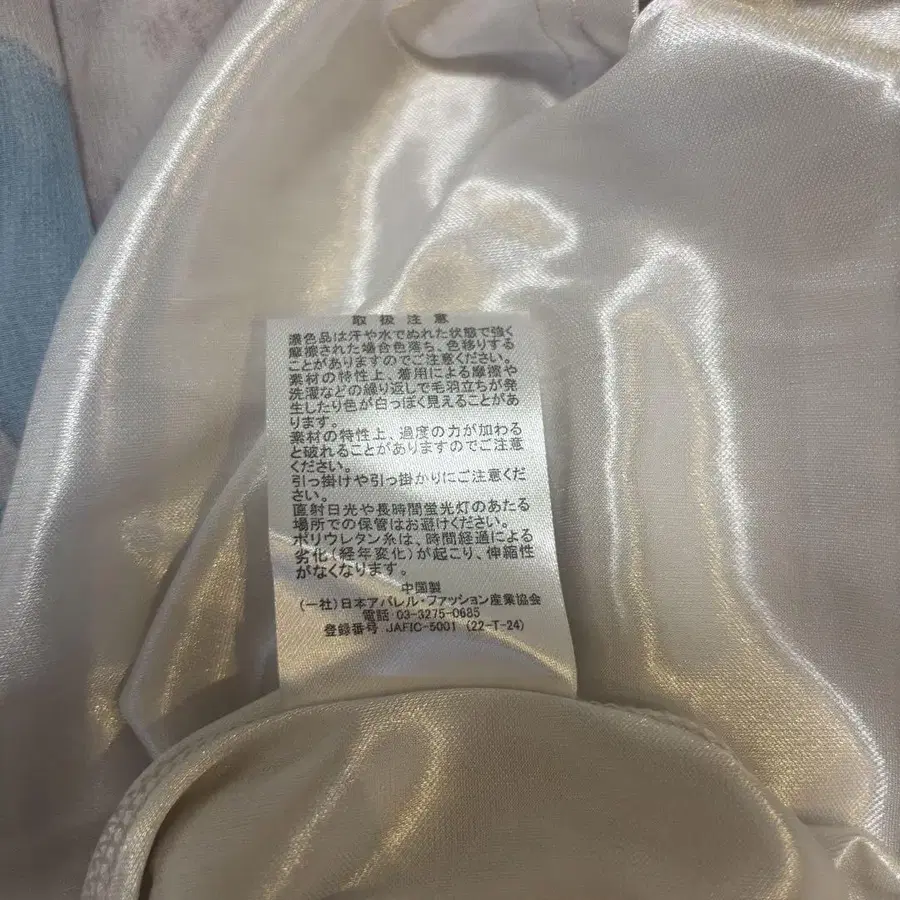 取扱注意
濃色品は汗や水でぬれた状態で強く
摩擦された場合色落ち、色移りする
ことがありますのでご注意ください。
素材の特性上、着用による摩擦や
洗濯などの繰り返しで毛羽立ちが発
生したり色が白っぽく見えることがあ
ります。
素材の特性上、過度の力が加わる
と破れることがありますのでご注意
ください。
引っ掛けや引っ掛かりにご注意くだ
さい。
直射日光や長時間蛍光灯のあたる
場所での保管はお避けください。
ポリウレタン糸は、時間経過による
劣化(経年変化)が起こり、伸縮性
がなくなります。
中国製
(一社)日本アパレル・ファッション産業協会
電話 03-3275-0685
登録番号 JAFIC-5001 (22-T-24)